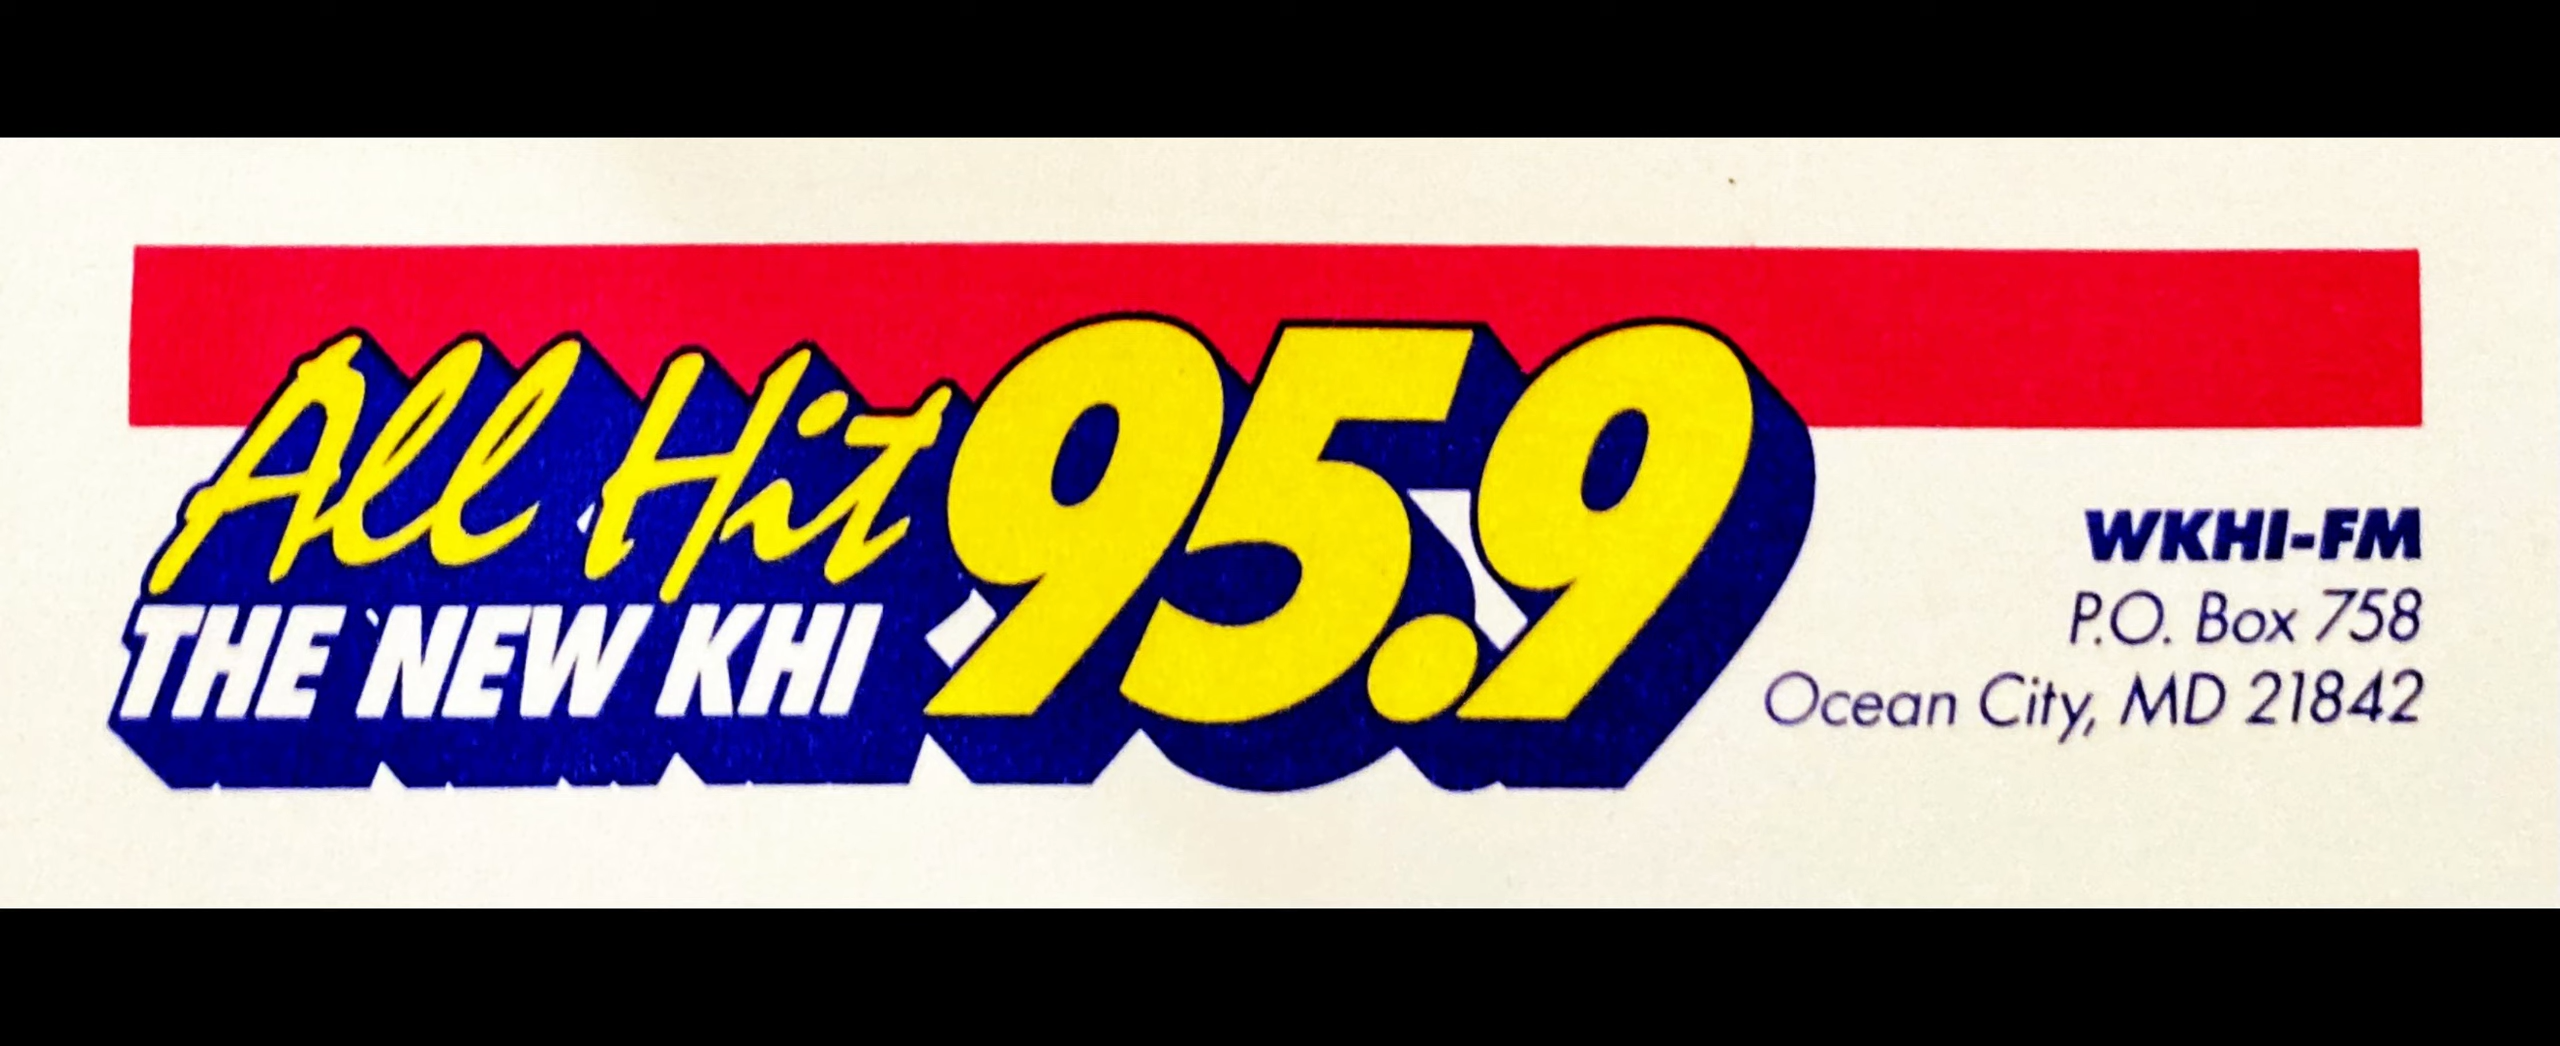 All Hit 95.9
THE NEW KHI
WKHI-FM
P.O. Box 758
Ocean City, MD 21842